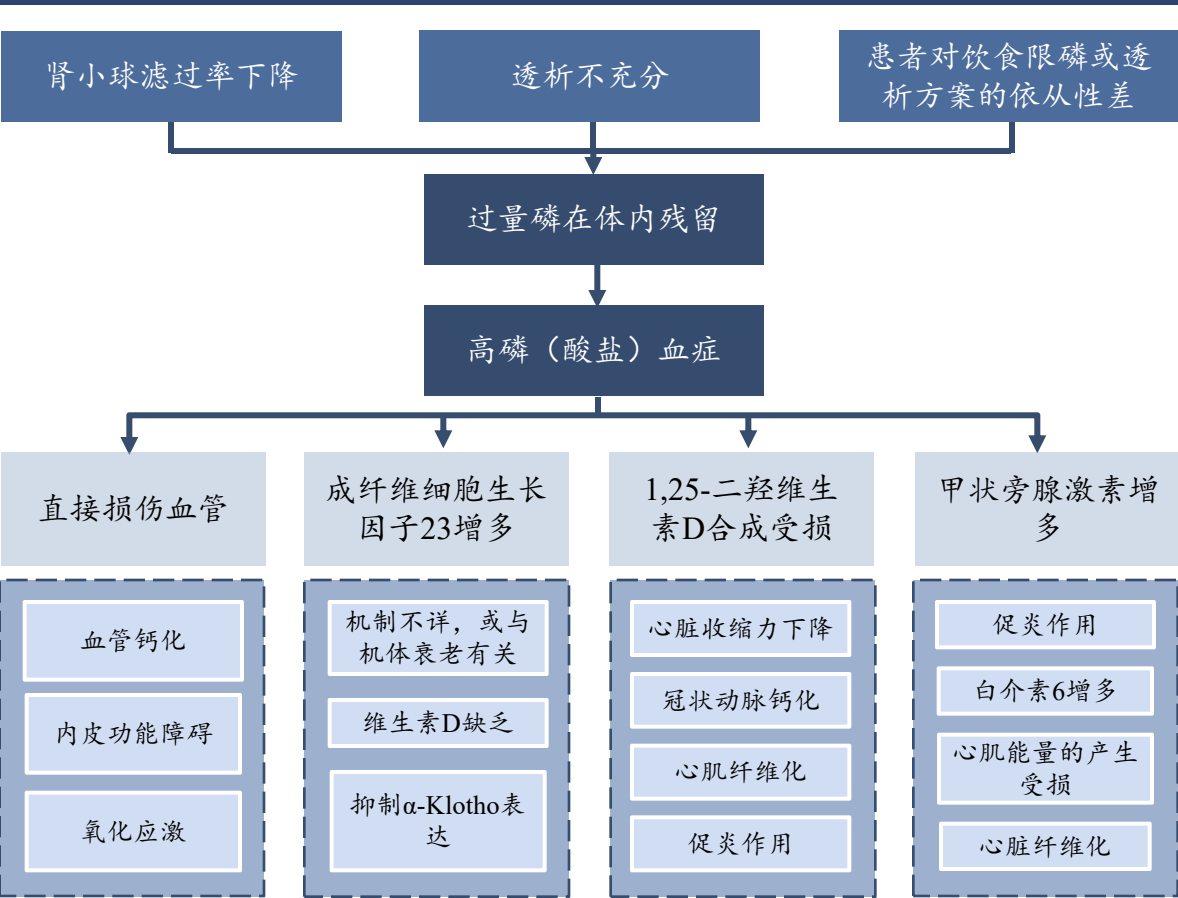 肾小球滤过率下降
透析不充分
患者对饮食限磷或透
析方案的依从性差
过量磷在体内残留
高磷（酸盐）血症
直接损伤血管
成纤维细胞生长
因子23增多
1,25-二羟维生
素D合成受损
甲状旁腺激素增
多
血管钙化
内皮功能障碍
氧化应激
机制不详，或与
机体衰老有关
维生素D缺乏
抑制α-Klotho表
达
心脏收缩力下降
冠状动脉钙化
心肌纤维化
促炎作用
促炎作用
白介素6增多
心肌能量的产生
受损
心脏纤维化